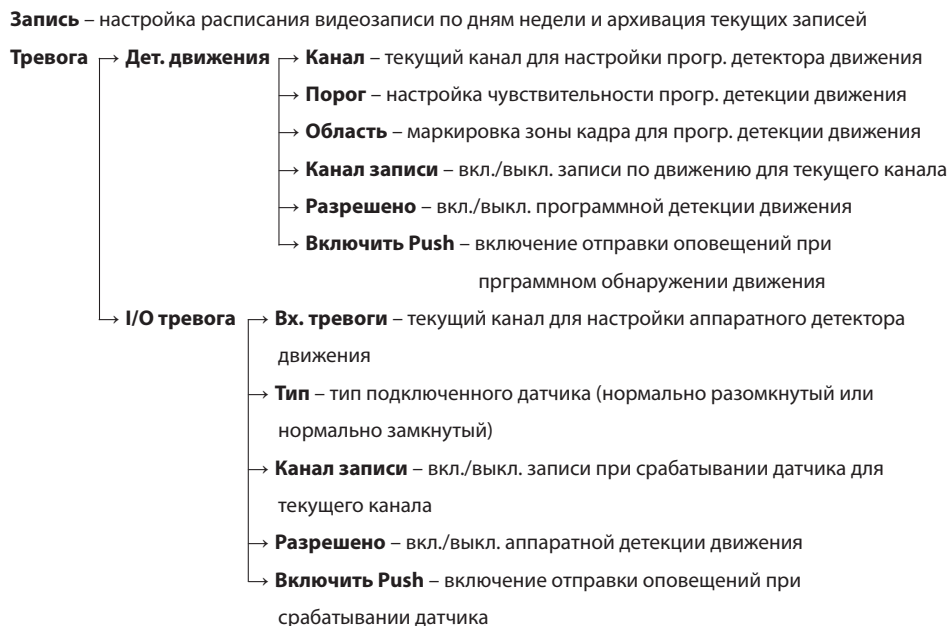 Запись – настройка расписания видеозаписи по дням недели и архивация текущих записей
Тревога → Дет. движения → Канал – текущий канал для настройки прогр. детектора движения
→ Порог – настройка чувствительности прогр. детекции движения
→ Область – маркировка зоны кадра для прогр. детекции движения
→ Канал записи – вкл./выкл. записи по движению для текущего канала
→ Разрешено – вкл./выкл. программной детекции движения
→ Включить Push – включение отправки оповещений при
прграммном обнаружении движения
→ I/O тревога → Вх. тревоги – текущий канал для настройки аппаратного детектора
движения
→ Тип – тип подключенного датчика (нормально разомкнутый или
нормально замкнутый)
→ Канал записи – вкл./выкл. записи при срабатывании датчика для
текущего канала
→ Разрешено – вкл./выкл. аппаратной детекции движения
→ Включить Push – включение отправки оповещений при
срабатывании датчика